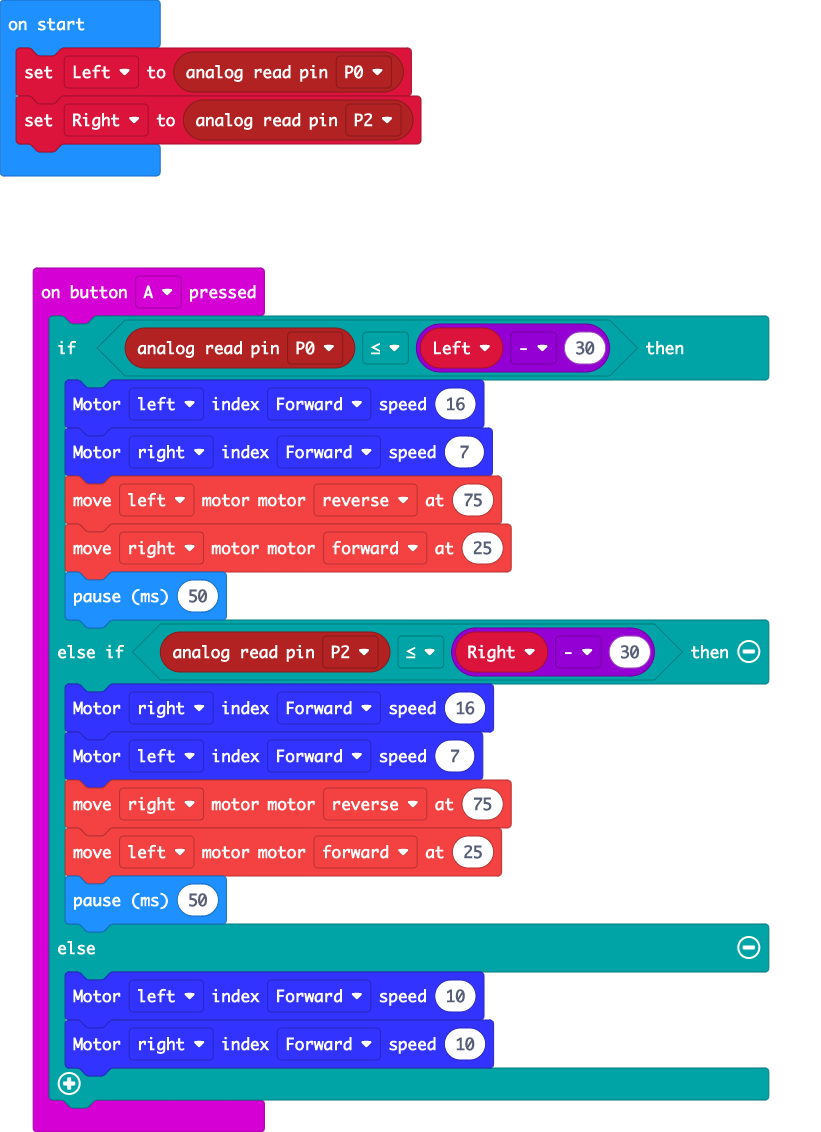 on start
set Left to analog read pin P0
set Right to analog read pin P2
on button A pressed
if analog read pin P0 ≤ Left - 30 then
Motor left index Forward speed 16
Motor right index Forward speed 7
move left motor motor reverse at 75
move right motor motor forward at 25
pause (ms) 50
else if analog read pin P2 ≤ Right - 30 then
Motor right index Forward speed 16
Motor left index Forward speed 7
move right motor motor reverse at 75
move left motor motor forward at 25
pause (ms) 50
else
Motor left index Forward speed 10
Motor right index Forward speed 10